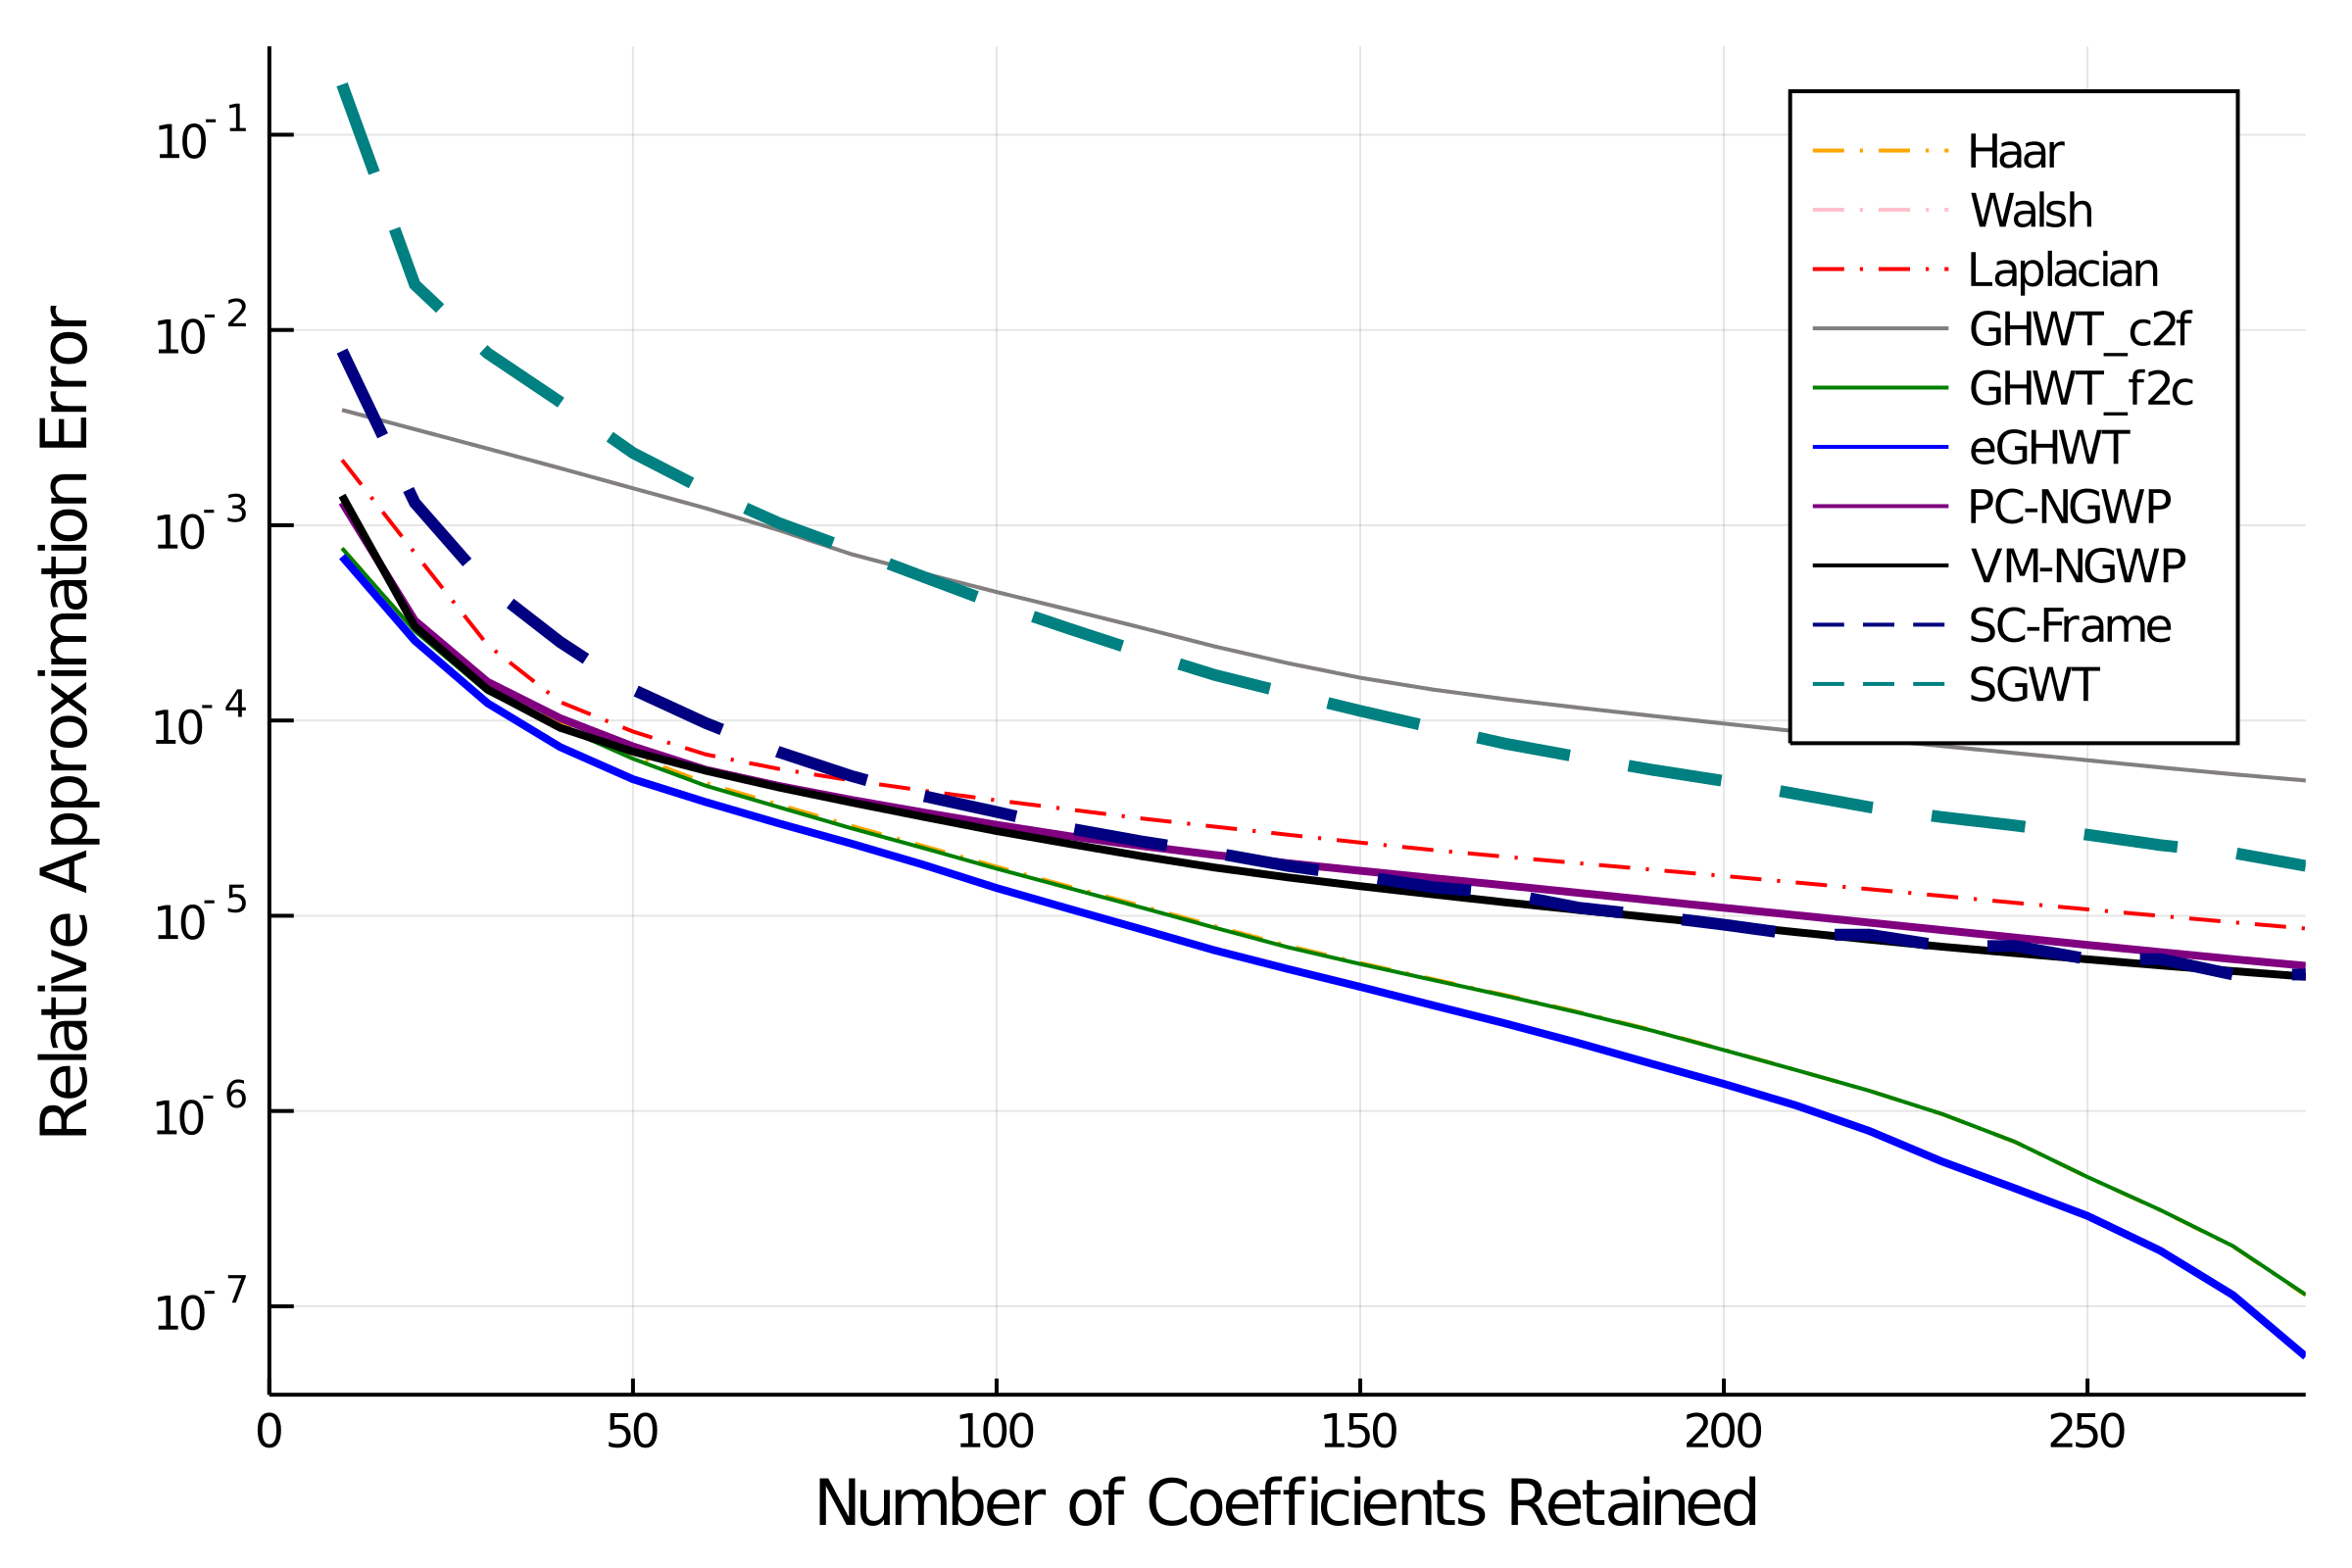 Relative Approximation Error
10-1
10-2
10-3
10-4
10-5
10-6
10-7
Haar
Walsh
Laplacian
GHWT_c2f
GHWT_f2c
eGHWT
PC-NGWP
VM-NGWP
SC-Frame
SGWT
0 50 100 150 200 250
Number of Coefficients Retained